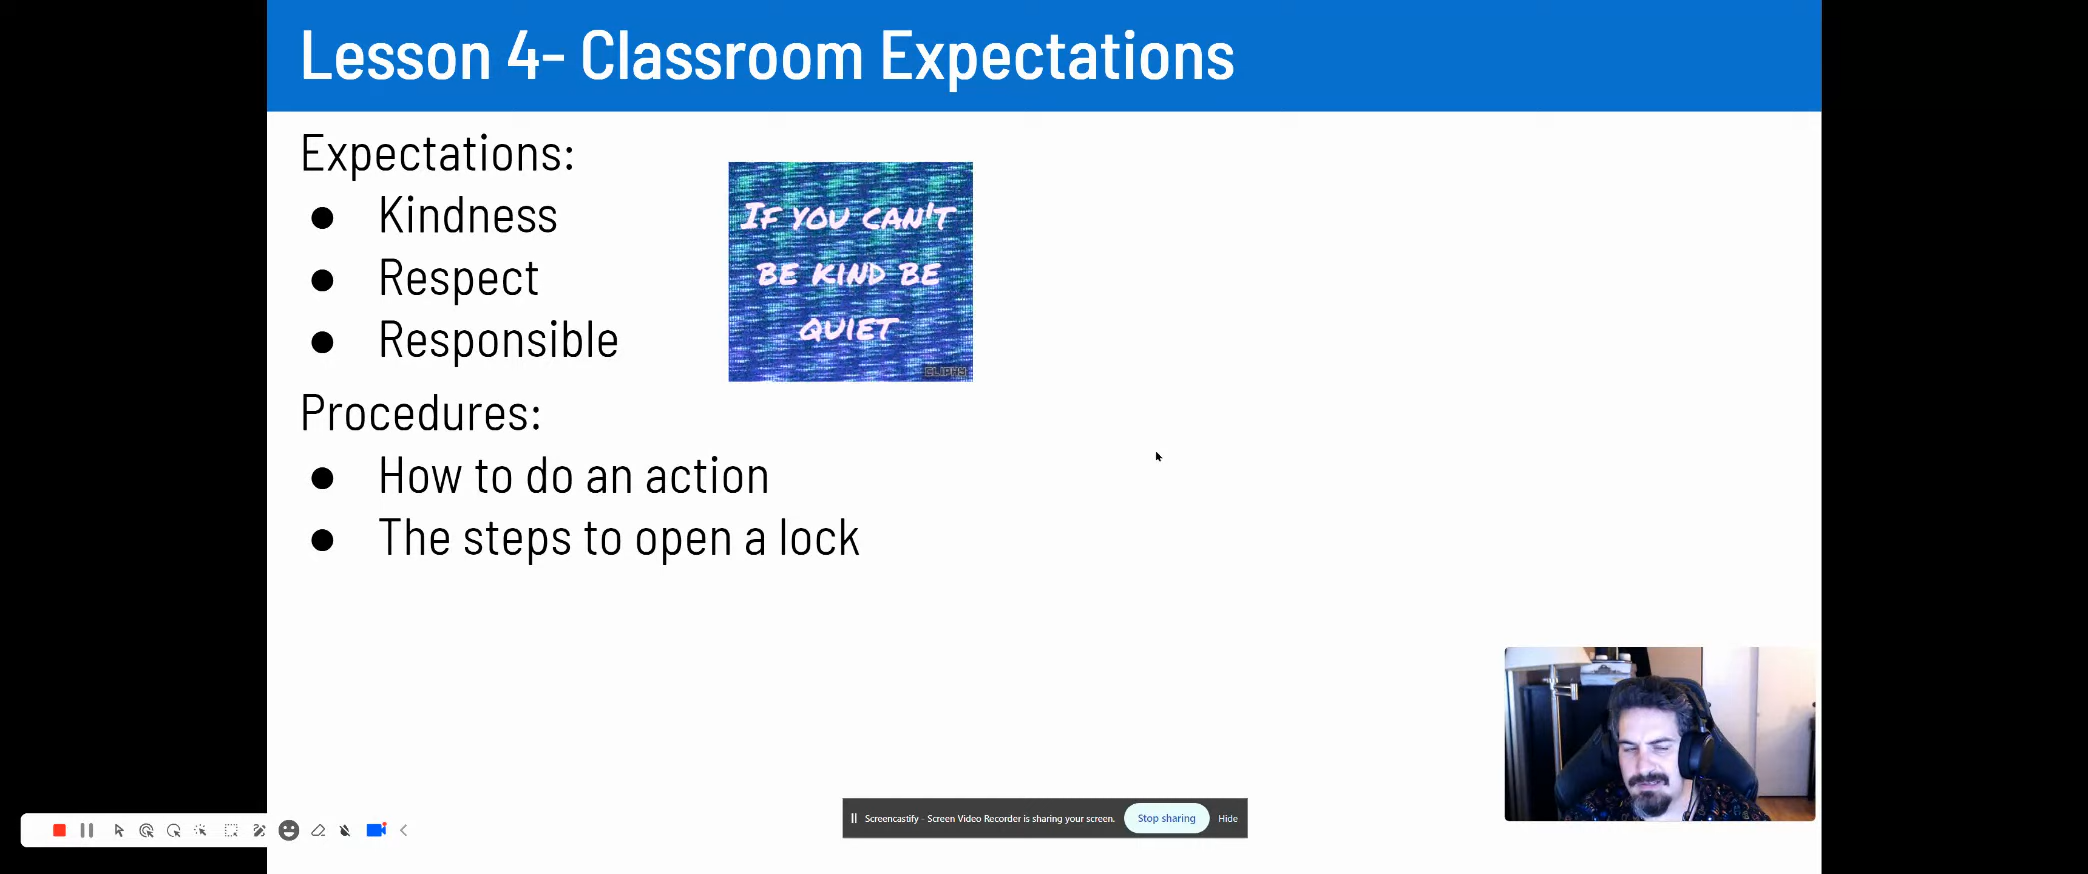 Lesson 4- Classroom Expectations
Expectations:
● Kindness
● Respect
● Responsible
IF YOU CAN'T
BE KIND BE
QUIET
CLIPHY
Procedures:
● How to do an action
● The steps to open a lock
Screencastify - Screen Video Recorder is sharing your screen.
Stop sharing
Hide